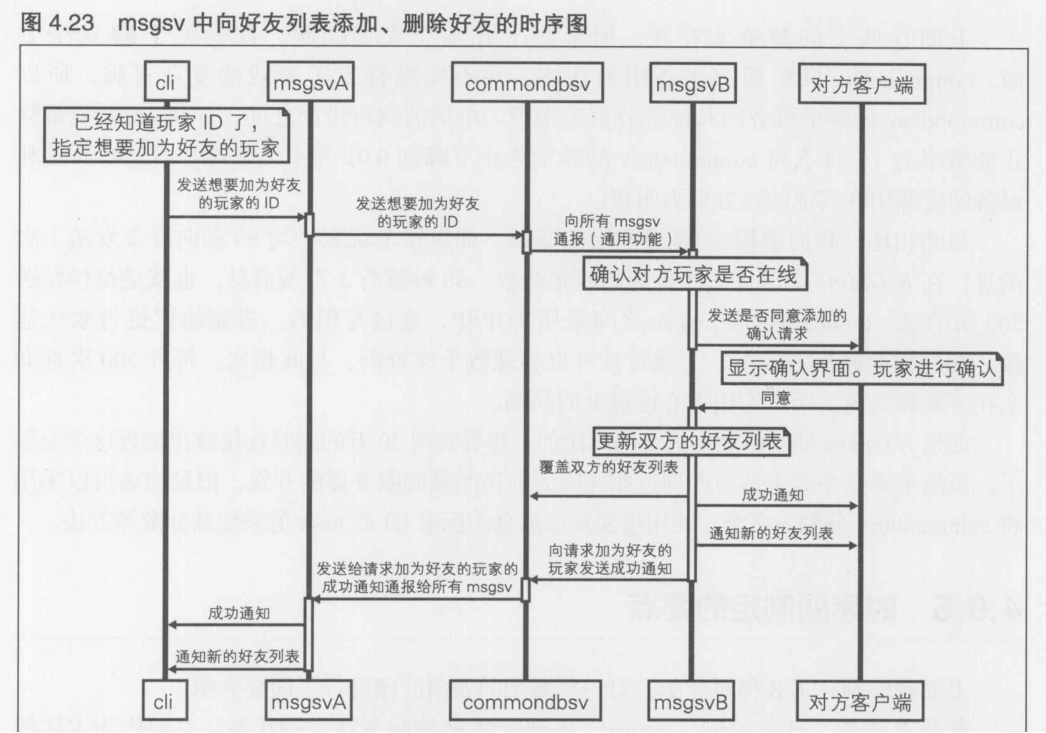 图 4.23 msgsv 中向好友列表添加、删除好友的时序图
cli
msgsvA
commondbsv
msgsvB
对方客户端
已经知道玩家 ID 了，
指定想要加为好友的玩家
发送想要加为好友
的玩家的 ID
发送想要加为好友
的玩家的 ID
向所有 msgsv
通报（通用功能）
确认对方玩家是否在线
发送是否同意添加的
确认请求
显示确认界面。玩家进行确认
同意
更新双方的好友列表
覆盖双方的好友列表
成功通知
通知新的好友列表
向请求加为好友的
玩家发送成功通知
发送给请求加为好友的玩家的
成功通知通报给所有 msgsv
成功通知
通知新的好友列表
cli
msgsvA
commondbsv
msgsvB
对方客户端